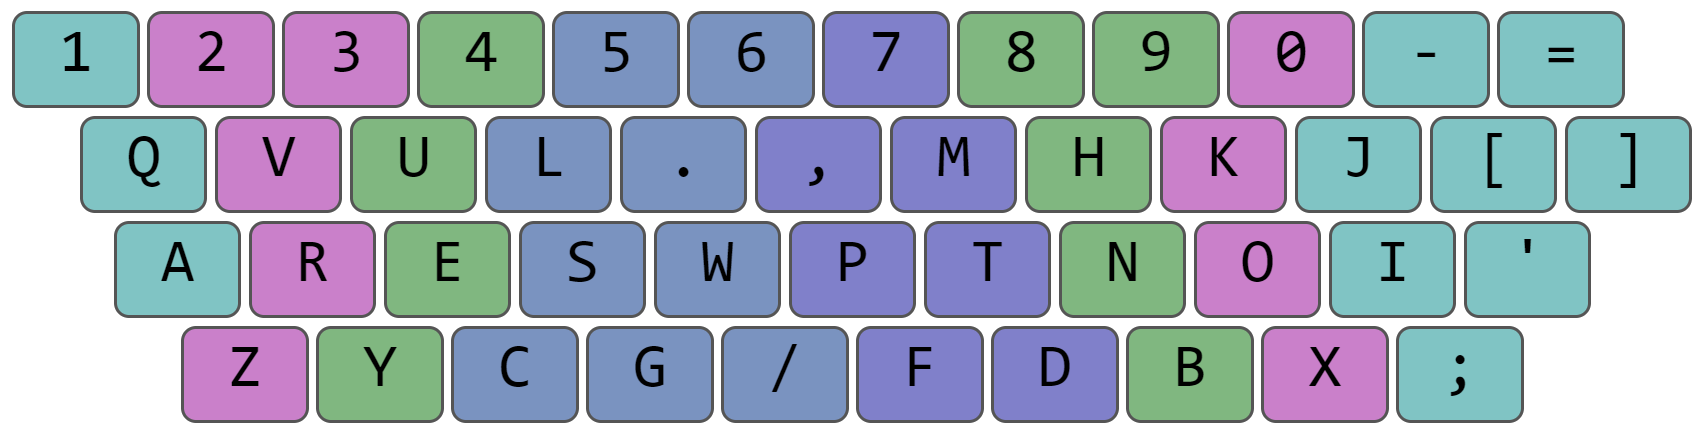 1 2 3 4 5 6 7 8 9 0 - =
Q V U L . , M H K J [ ]
A R E S W P T N O I '
Z Y C G / F D B X ;